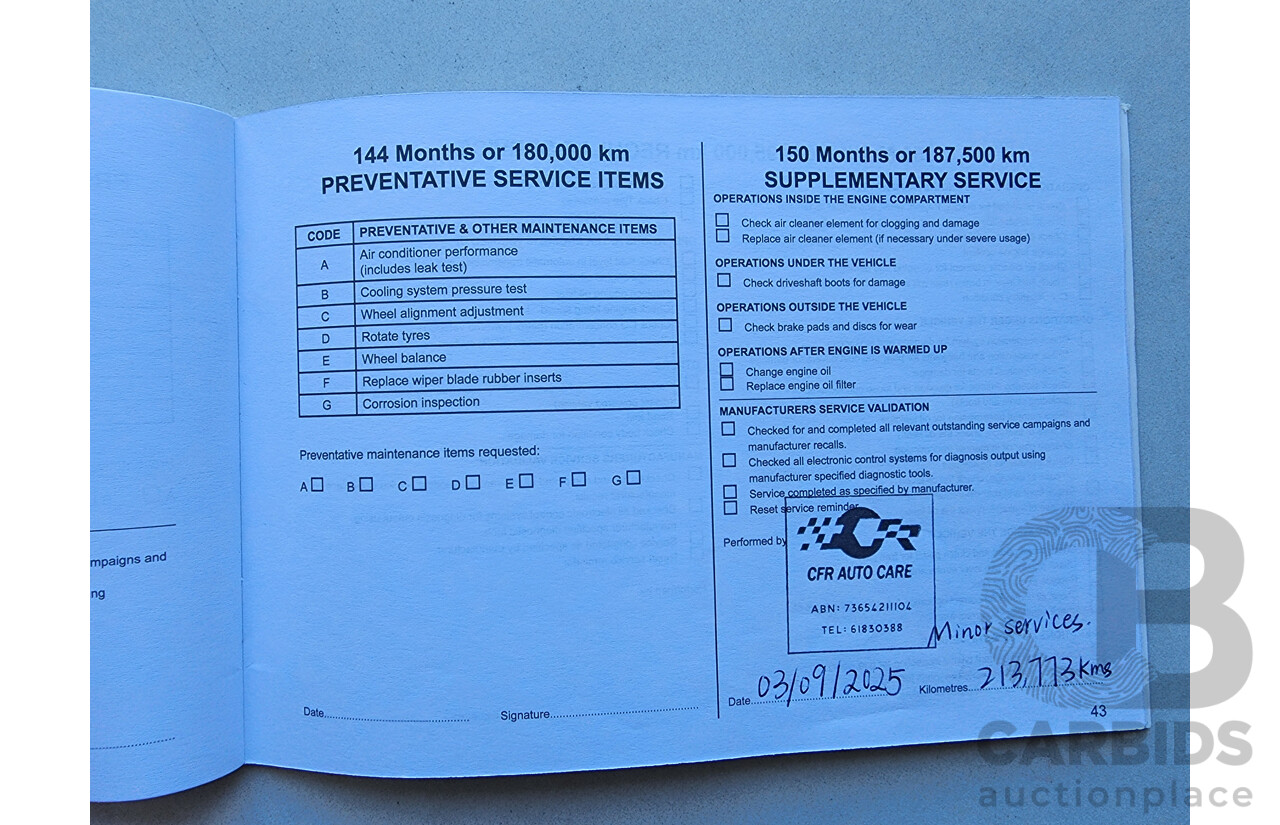 mpaigns and
ng
144 Months or 180,000 km
PREVENTATIVE SERVICE ITEMS
CODE PREVENTATIVE & OTHER MAINTENANCE ITEMS
A Air conditioner performance
(includes leak test)
B Cooling system pressure test
C Wheel alignment adjustment
D Rotate tyres
E Wheel balance
F Replace wiper blade rubber inserts
G Corrosion inspection
Preventative maintenance items requested:
A B C D E F G
Date Signature
150 Months or 187,500 km
SUPPLEMENTARY SERVICE
OPERATIONS INSIDE THE ENGINE COMPARTMENT
Check air cleaner element for clogging and damage
Replace air cleaner element (if necessary under severe usage)
OPERATIONS UNDER THE VEHICLE
Check driveshaft boots for damage
OPERATIONS OUTSIDE THE VEHICLE
Check brake pads and discs for wear
OPERATIONS AFTER ENGINE IS WARMED UP
Change engine oil
Replace engine oil filter
MANUFACTURERS SERVICE VALIDATION
Checked for and completed all relevant outstanding service campaigns and
manufacturer recalls.
Checked all electronic control systems for diagnosis output using
manufacturer specified diagnostic tools.
Service completed as specified by manufacturer.
Reset service reminder
Performed by
CFR
CFR AUTO CARE
ABN: 73654211104
TEL: 61830388
Minor services.
Date 03/09/2025 Kilometres 213,773kms
43
CARBIDS
auctionplace